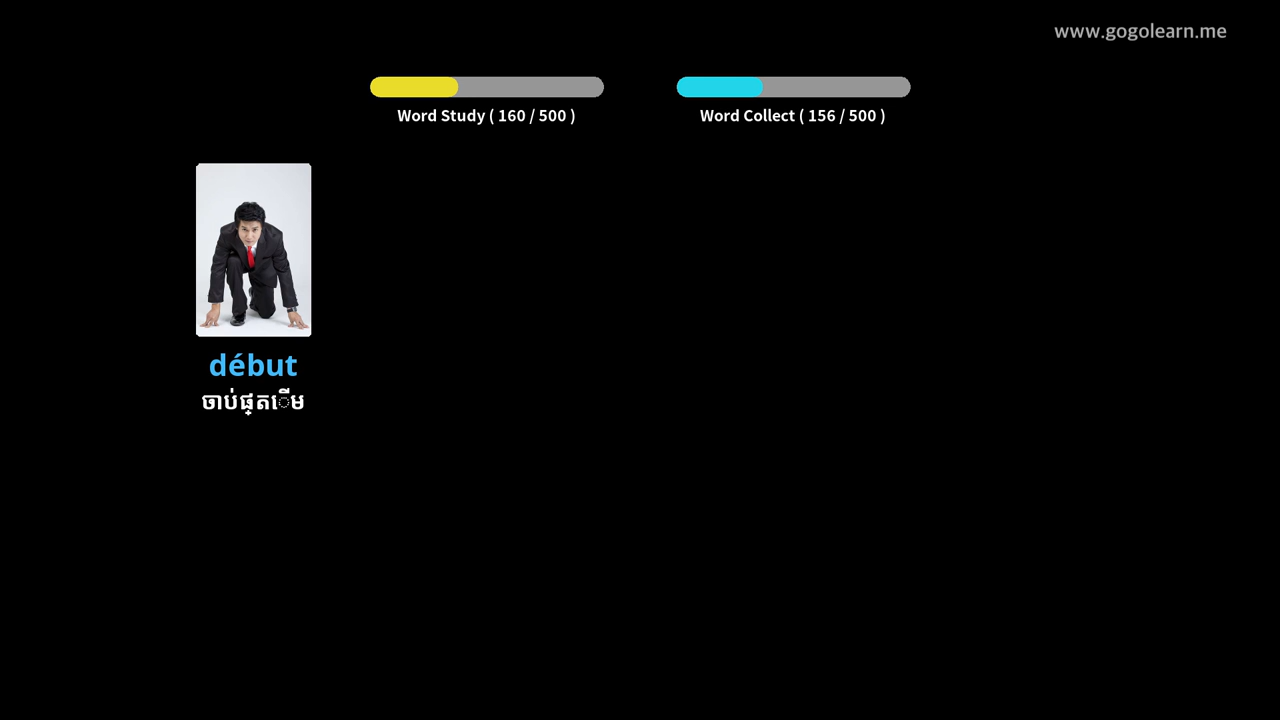 www.gogolearn.me
Word Study ( 160 / 500 )
Word Collect ( 156 / 500 )
début
ចាប់ផ្តើម